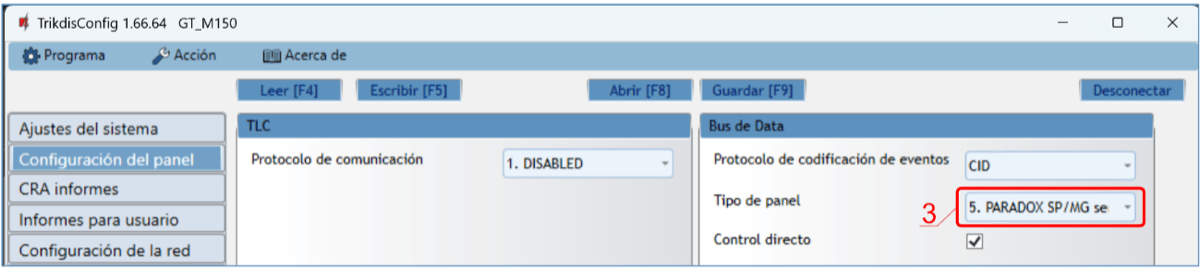 TrikdisConfig 1.66.64 GT_M150
Programa Acción Acerca de
Leer [F4] Escribir [F5] Abrir [F8] Guardar [F9] Desconectar
Ajustes del sistema
Configuración del panel
CRA informes
Informes para usuario
Configuración de la red
TLC
Protocolo de comunicación 1. DISABLED
Bus de Data
Protocolo de codificación de eventos CID
Tipo de panel 3 5. PARADOX SP/MG se
Control directo